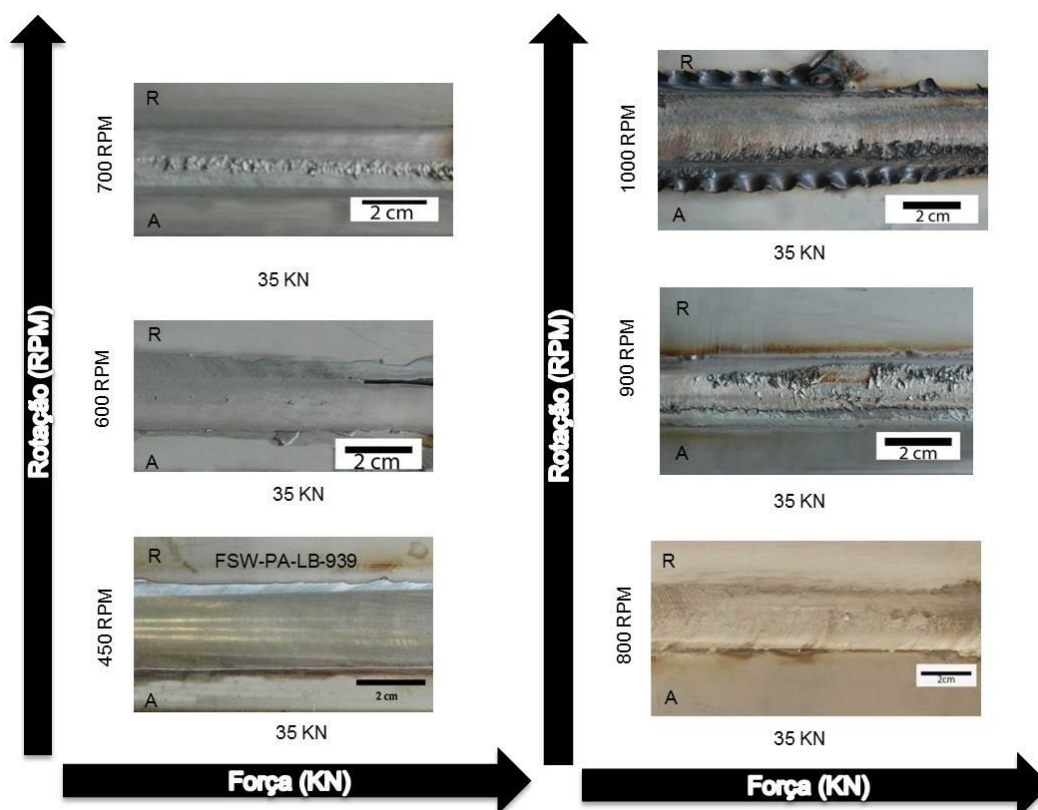 Rotação (RPM)
700 RPM
R
A
2 cm
35 KN
600 RPM
R
A
2 cm
35 KN
450 RPM
R
FSW-PA-LB-939
A
2 cm
35 KN
Força (KN)
Rotação (RPM)
1000 RPM
R
A
2 cm
35 KN
900 RPM
R
A
2 cm
35 KN
800 RPM
R
A
2cm
35 KN
Força (KN)